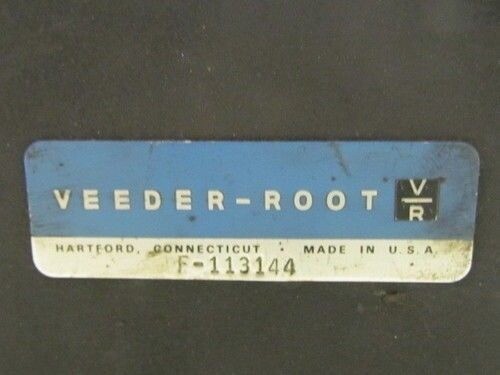 VEEDER-ROOT V/R
HARTFORD, CONNECTICUT · MADE IN U.S.A.
F-113144